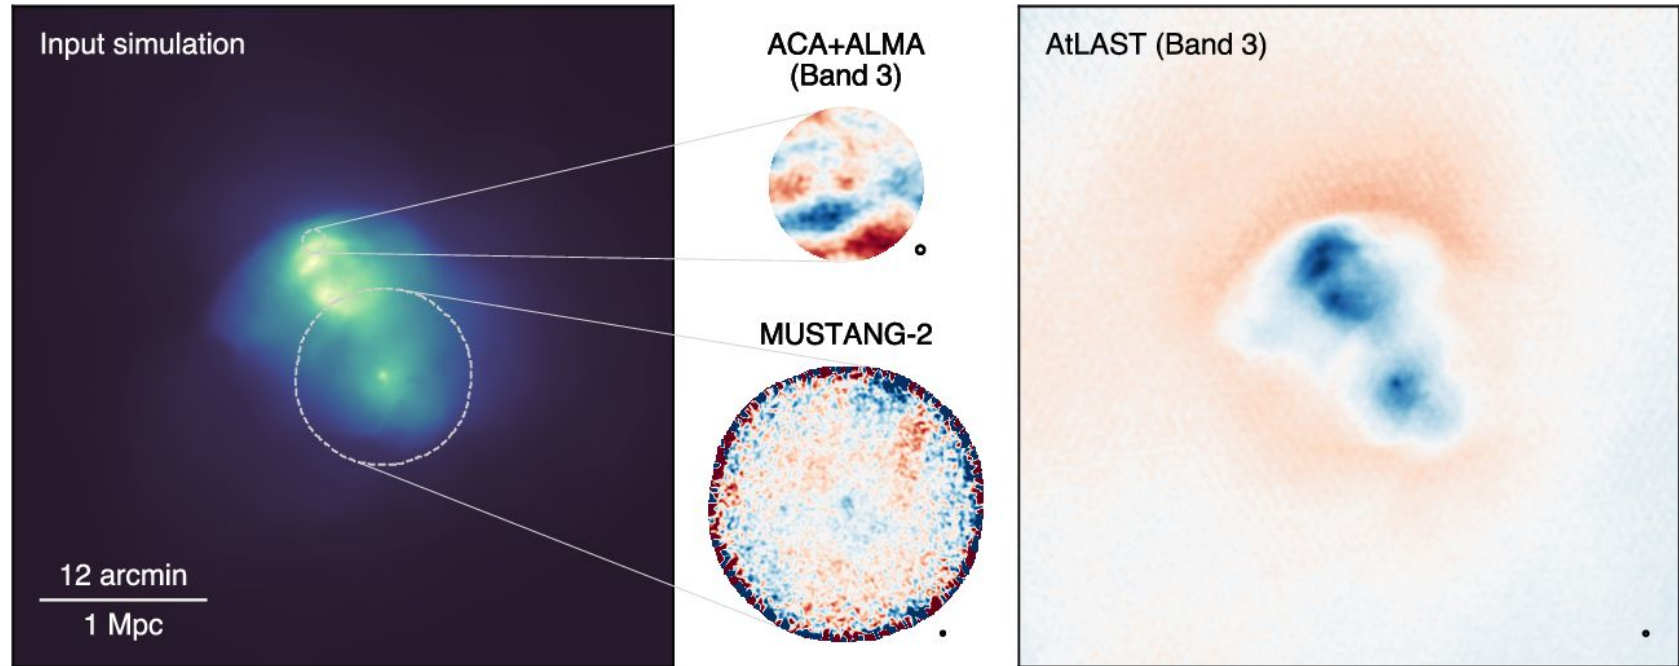 Input simulation
12 arcmin
1 Mpc
ACA+ALMA
(Band 3)
MUSTANG-2
AtLAST (Band 3)